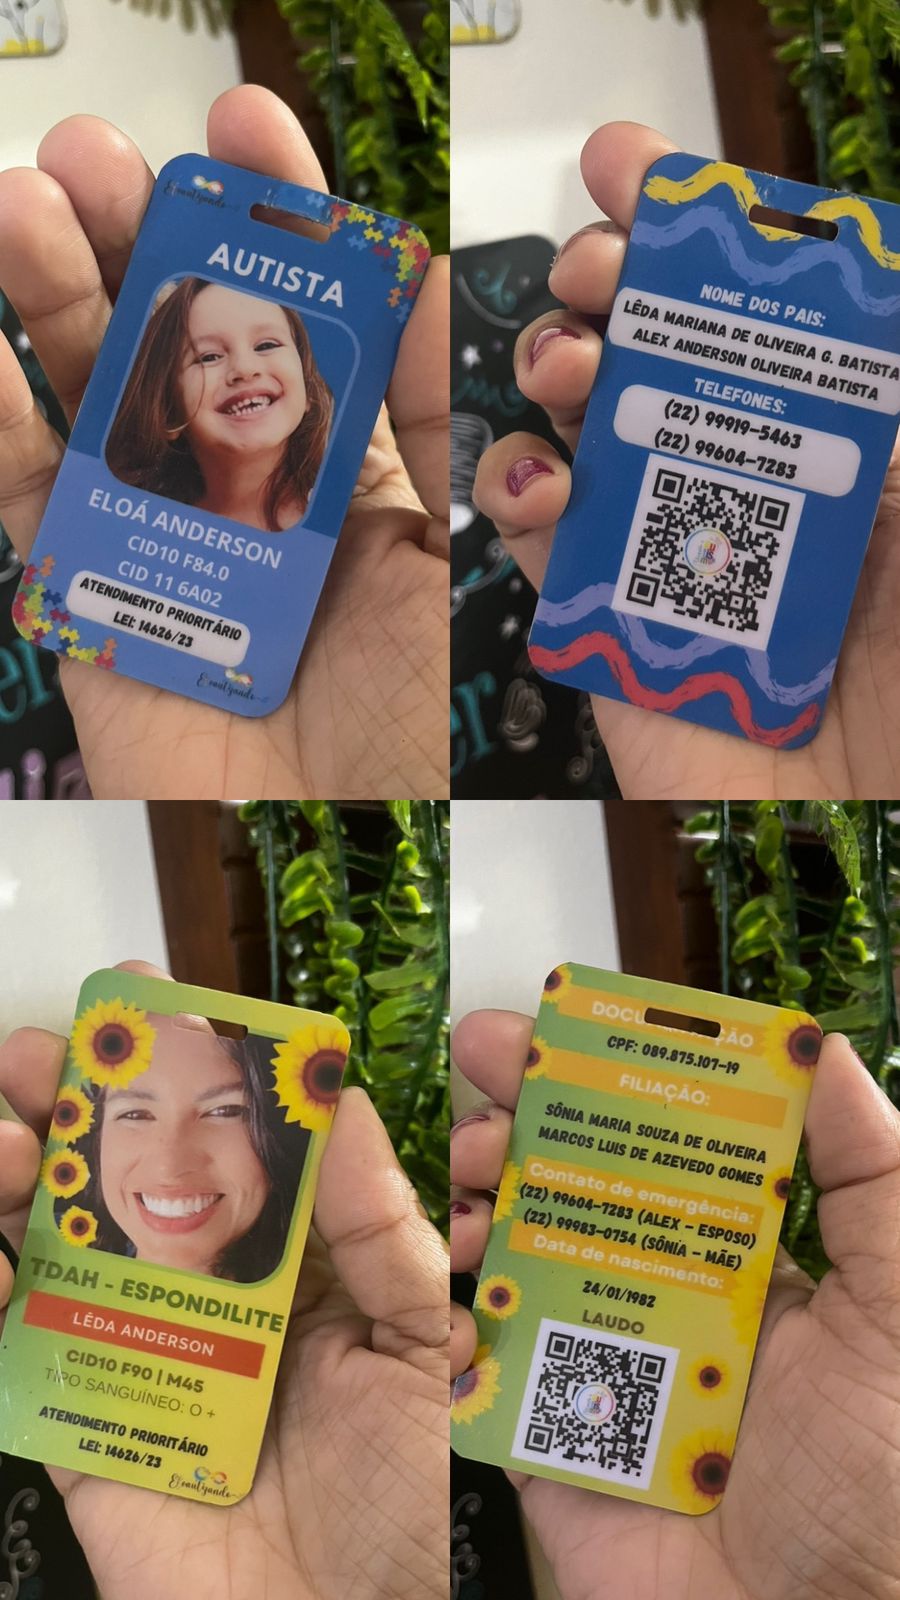 Eloautyando
AUTISTA
ELOÁ ANDERSON
CID10 F84.0
CID 11 6A02
ATENDIMENTO PRIORITÁRIO
LEI: 14626/23
Eloautyando
NOME DOS PAIS:
LÊDA MARIANA DE OLIVEIRA G. BATISTA
ALEX ANDERSON OLIVEIRA BATISTA
TELEFONES:
(22) 99919-5463
(22) 99604-7283
TDAH - ESPONDILITE
LÊDA ANDERSON
CID10 F90 | M45
TIPO SANGUÍNEO: O +
ATENDIMENTO PRIORITÁRIO
LEI: 14626/23
Eloautyando
CPF: 089.875.107-19
FILIAÇÃO:
SÔNIA MARIA SOUZA DE OLIVEIRA
MARCOS LUIS DE AZEVEDO GOMES
Contato de emergência:
(22) 99604-7283 (ALEX - ESPOSO)
(22) 99983-0754 (SÔNIA - MÃE)
Data de nascimento:
24/01/1982
LAUDO